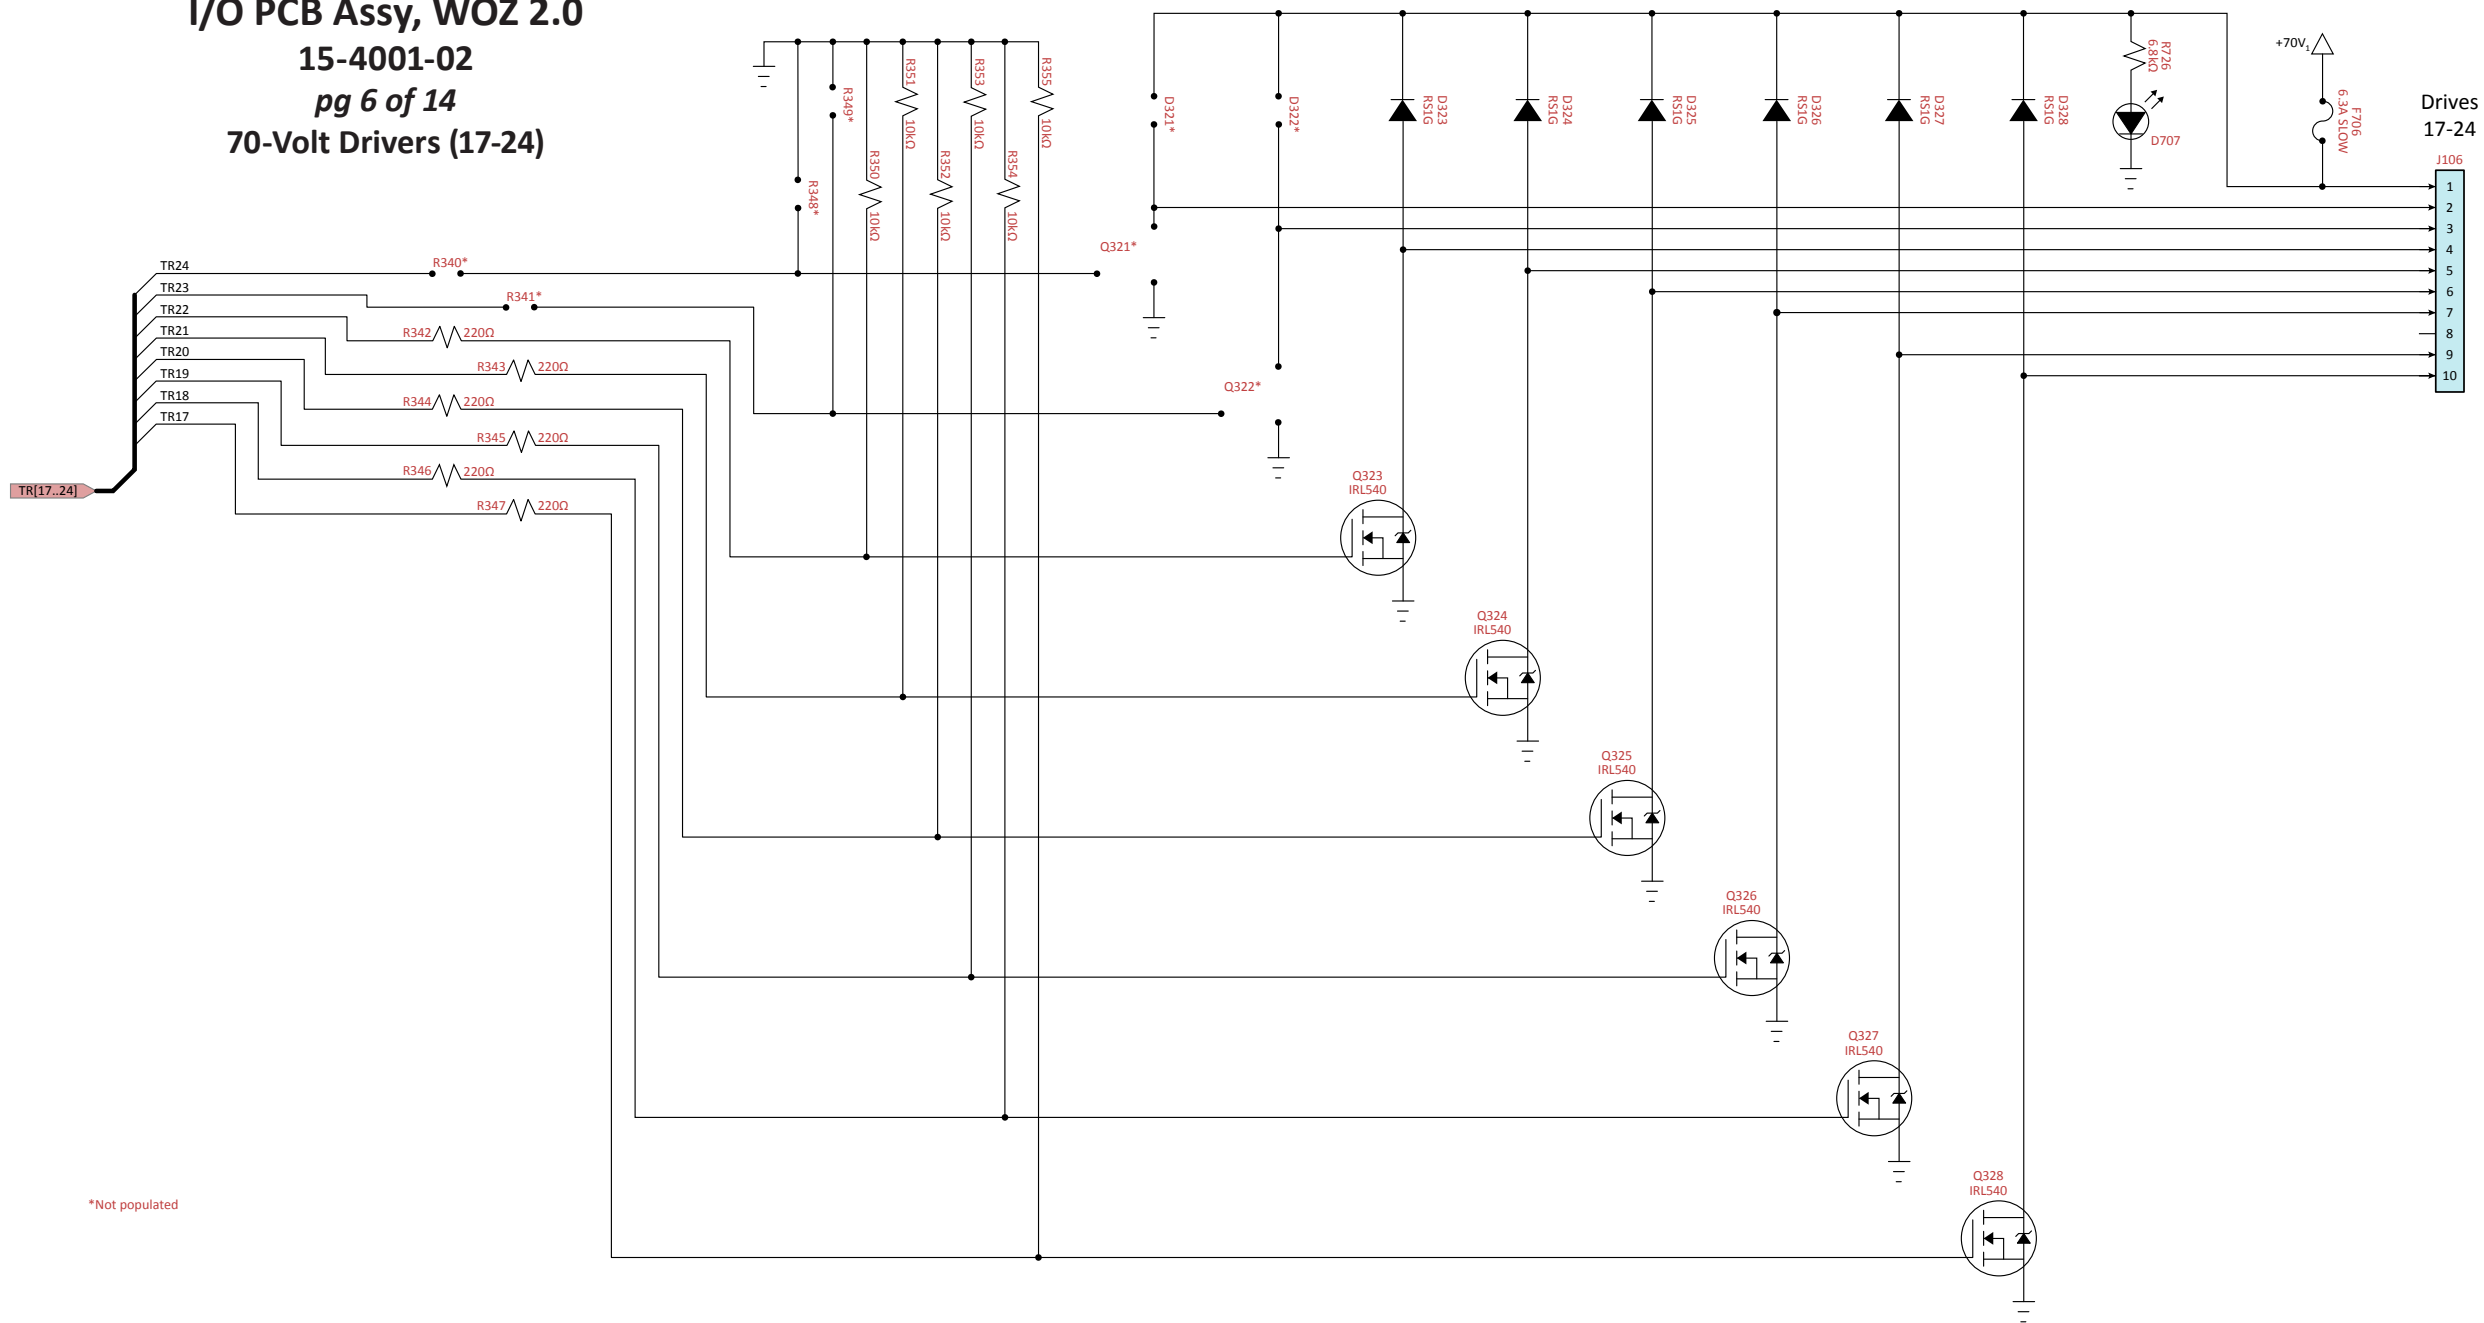 I/O PCB Assy, WOZ 2.0
15-4001-02
pg 6 of 14
70-Volt Drivers (17-24)
R348*
R349*
R350
10kΩ
R351
10kΩ
R352
10kΩ
R353
10kΩ
R354
10kΩ
R355
10kΩ
D321*
D322*
D323
RS1G
D324
RS1G
D325
RS1G
D326
RS1G
D327
RS1G
D328
RS1G
R726
6.8kΩ
D707
+70V1
F706
6.3A SLOW
Drives
17-24
J106
1
2
3
4
5
6
7
8
9
10
TR24
TR23
TR22
TR21
TR20
TR19
TR18
TR17
TR[17..24]
R340*
R341*
R342 220Ω
R343 220Ω
R344 220Ω
R345 220Ω
R346 220Ω
R347 220Ω
Q321*
Q322*
Q323
IRL540
Q324
IRL540
Q325
IRL540
Q326
IRL540
Q327
IRL540
Q328
IRL540
*Not populated